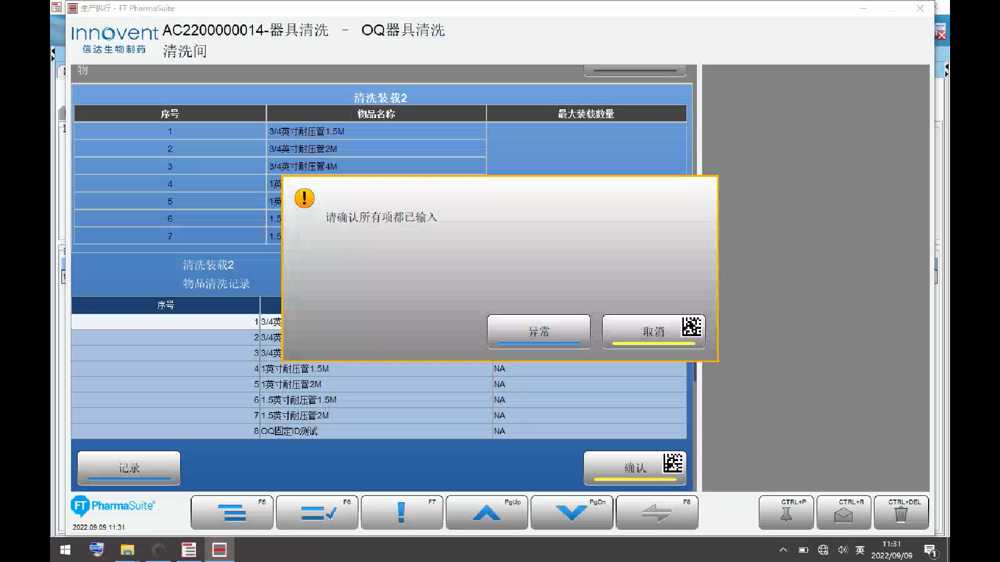 生产执行 - FT PharmaSuite
Innovent
信达生物制药
AC2200000014-器具清洗 - OQ器具清洗
清洗间
物
清洗装载2
序号 物品名称 最大装载数量
1 3/4英寸耐压管1.5M
2 3/4英寸耐压管2M
3 3/4英寸耐压管4M
4 1英
5 1英
6 1.5
7 1.5
请确认所有项都已输入
异常 取消
清洗装载2
物品清洗记录
序号
1 3/4英
2 3/4英
3 3/4英
4 1英寸耐压管1.5M NA
5 1英寸耐压管2M NA
6 1.5英寸耐压管1.5M NA
7 1.5英寸耐压管2M NA
8 OQ固定ID测试 NA
记录 确认
FT PharmaSuite®
2022.09.09 11:31
F5 F6 F7 PgUp PgDn F8 CTRL+P CTRL+R CTRL+DEL
英
11:31
2022/09/09
1